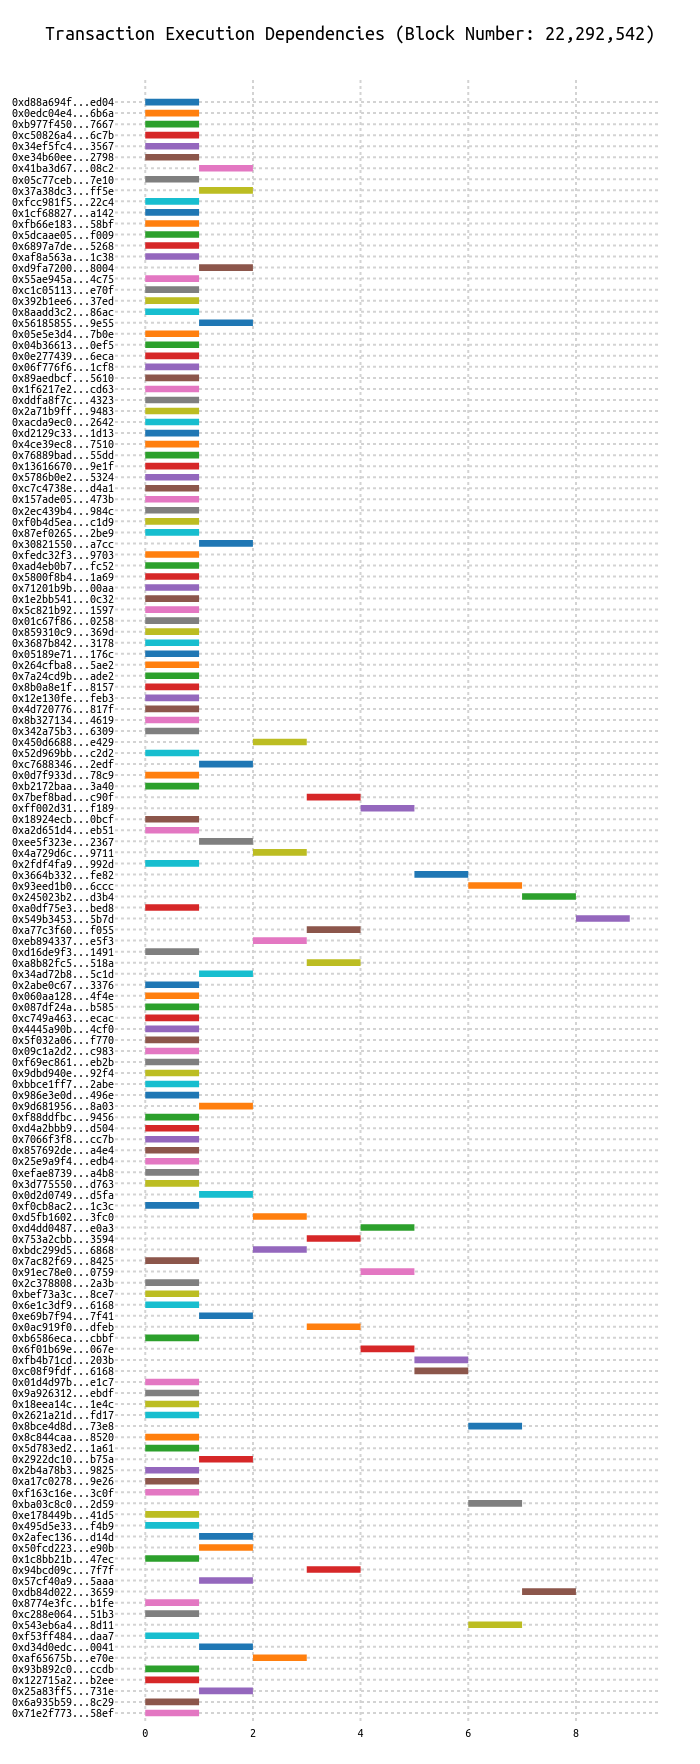 Transaction Execution Dependencies (Block Number: 22,292,542)
0xd88a694f...ed04
0x0edc04e4...6b6a
0xb977f450...7667
0xc50826a4...6c7b
0x34ef5fc4...3567
0xe34b60ee...2798
0x41ba3d67...08c2
0x05c77ceb...7e10
0x37a38dc3...ff5e
0xfcc981f5...22c4
0x1cf68827...a142
0xfb66e183...58bf
0x5dcaae05...f009
0x6897a7de...5268
0xaf8a563a...1c38
0xd9fa7200...8004
0x55ae945a...4c75
0xc1c05113...e70f
0x392b1ee6...37ed
0x8aadd3c2...86ac
0x56185855...9e55
0x05e5e3d4...7b0e
0x04b36613...0ef5
0x0e277439...6eca
0x06f776f6...1cf8
0x89aedbcf...5610
0x1f6217e2...cd63
0xddfa8f7c...4323
0x2a71b9ff...9483
0xacda9ec0...2642
0xd2129c33...1d13
0x4ce39ec8...7510
0x76889bad...55dd
0x13616670...9e1f
0x5786b0e2...5324
0xc7c4738e...d4a1
0x157ade05...473b
0x2ec439b4...984c
0xf0b4d5ea...c1d9
0x87ef0265...2be9
0x30821550...a7cc
0xfedc32f3...9703
0xad4eb0b7...fc52
0x5800f8b4...1a69
0x71201b9b...00aa
0x1e2bb541...0c32
0x5c821b92...1597
0x01c67f86...0258
0x859310c9...369d
0x3687b842...3178
0x05189e71...176c
0x264cfba8...5ae2
0x7a24cd9b...ade2
0x8b0a8e1f...8157
0x12e130fe...feb3
0x4d720776...817f
0x8b327134...4619
0x342a75b3...6309
0x450d6688...e429
0x52d969bb...c2d2
0xc7688346...2edf
0x0d7f933d...78c9
0xb2172baa...3a40
0x7bef8bad...c90f
0xff002d31...f189
0x18924ecb...0bcf
0xa2d651d4...eb51
0xee5f323e...2367
0x4a729d6c...9711
0x2fdf4fa9...992d
0x3664b332...fe82
0x93eed1b0...6ccc
0x245023b2...d3b4
0xa0df75e3...bed8
0x549b3453...5b7d
0xa77c3f60...f055
0xeb894337...e5f3
0xd16de9f3...1491
0xa8b82fc5...518a
0x34ad72b8...5c1d
0x2abe0c67...3376
0x060aa128...4f4e
0x087df24a...b585
0xc749a463...ecac
0x4445a90b...4cf0
0x5f032a06...f770
0x09c1a2d2...c983
0xf69ec861...eb2b
0x9dbd940e...92f4
0xbbce1ff7...2abe
0x986e3e0d...496e
0x9d681956...8a03
0xf88ddfbc...9456
0xd4a2bbb9...d504
0x7066f3f8...cc7b
0x857692de...a4e4
0x25e9a9f4...edb4
0xefae8739...a4b8
0x3d775550...d763
0x0d2d0749...d5fa
0xf0cb8ac2...1c3c
0xd5fb1602...3fc0
0xd4dd0487...e0a3
0x753a2cbb...3594
0xbdc299d5...6868
0x7ac82f69...8425
0x91ec78e0...0759
0x2c378808...2a3b
0xbef73a3c...8ce7
0x6e1c3df9...6168
0xe69b7f94...7f41
0x0ac919f0...dfeb
0xb6586eca...cbbf
0x6f01b69e...067e
0xfb4b71cd...203b
0xc08f9fdf...6168
0x01d4d97b...e1c7
0x9a926312...ebdf
0x18eea14c...1e4c
0x2621a21d...fd17
0x8bce4d8d...73e8
0x8c844caa...8520
0x5d783ed2...1a61
0x2922dc10...b75a
0x2b4a78b3...9825
0xa17c0278...9e26
0xf163c16e...3c0f
0xba03c8c0...2d59
0xe178449b...41d5
0x495d5e33...f4b9
0x2afec136...d14d
0x50fcd223...e90b
0x1c8bb21b...47ec
0x94bcd09c...7f7f
0x57cf40a9...5aaa
0xdb84d022...3659
0x8774e3fc...b1fe
0xc288e064...51b3
0x543eb6a4...8d11
0xf53ff484...daa7
0xd34d0edc...0041
0xaf65675b...e70e
0x93b892c0...ccdb
0x122715a2...b2ee
0x25a83ff5...731e
0x6a935b59...8c29
0x71e2f773...58ef
0 2 4 6 8